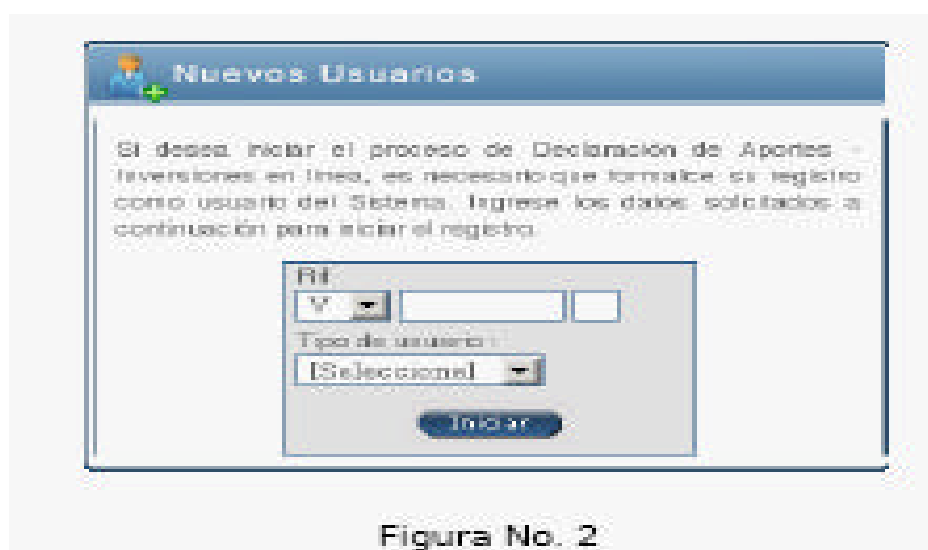 Nuevos Usuarios
Si desea iniciar el proceso de Declaración de Aportes -
Inversiones en línea, es necesario que formalice su registro
como usuario del Sistema. Ingrese los datos solicitados a
continuación para iniciar el registro.
Rif
V
Tipo de usuario :
[Seleccione]
Iniciar
Figura No. 2